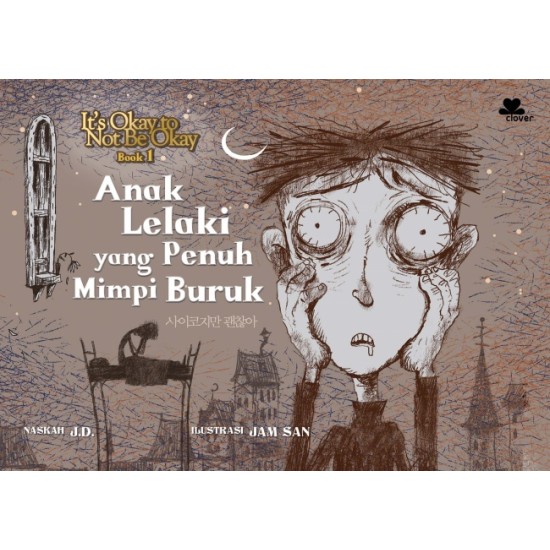 clover
It's Okay to
Not Be Okay
Book 1
Anak
Lelaki
yang Penuh
Mimpi Buruk
사이코지만 괜찮아
NASKAH J.D.
ILUSTRASI JAM SAN